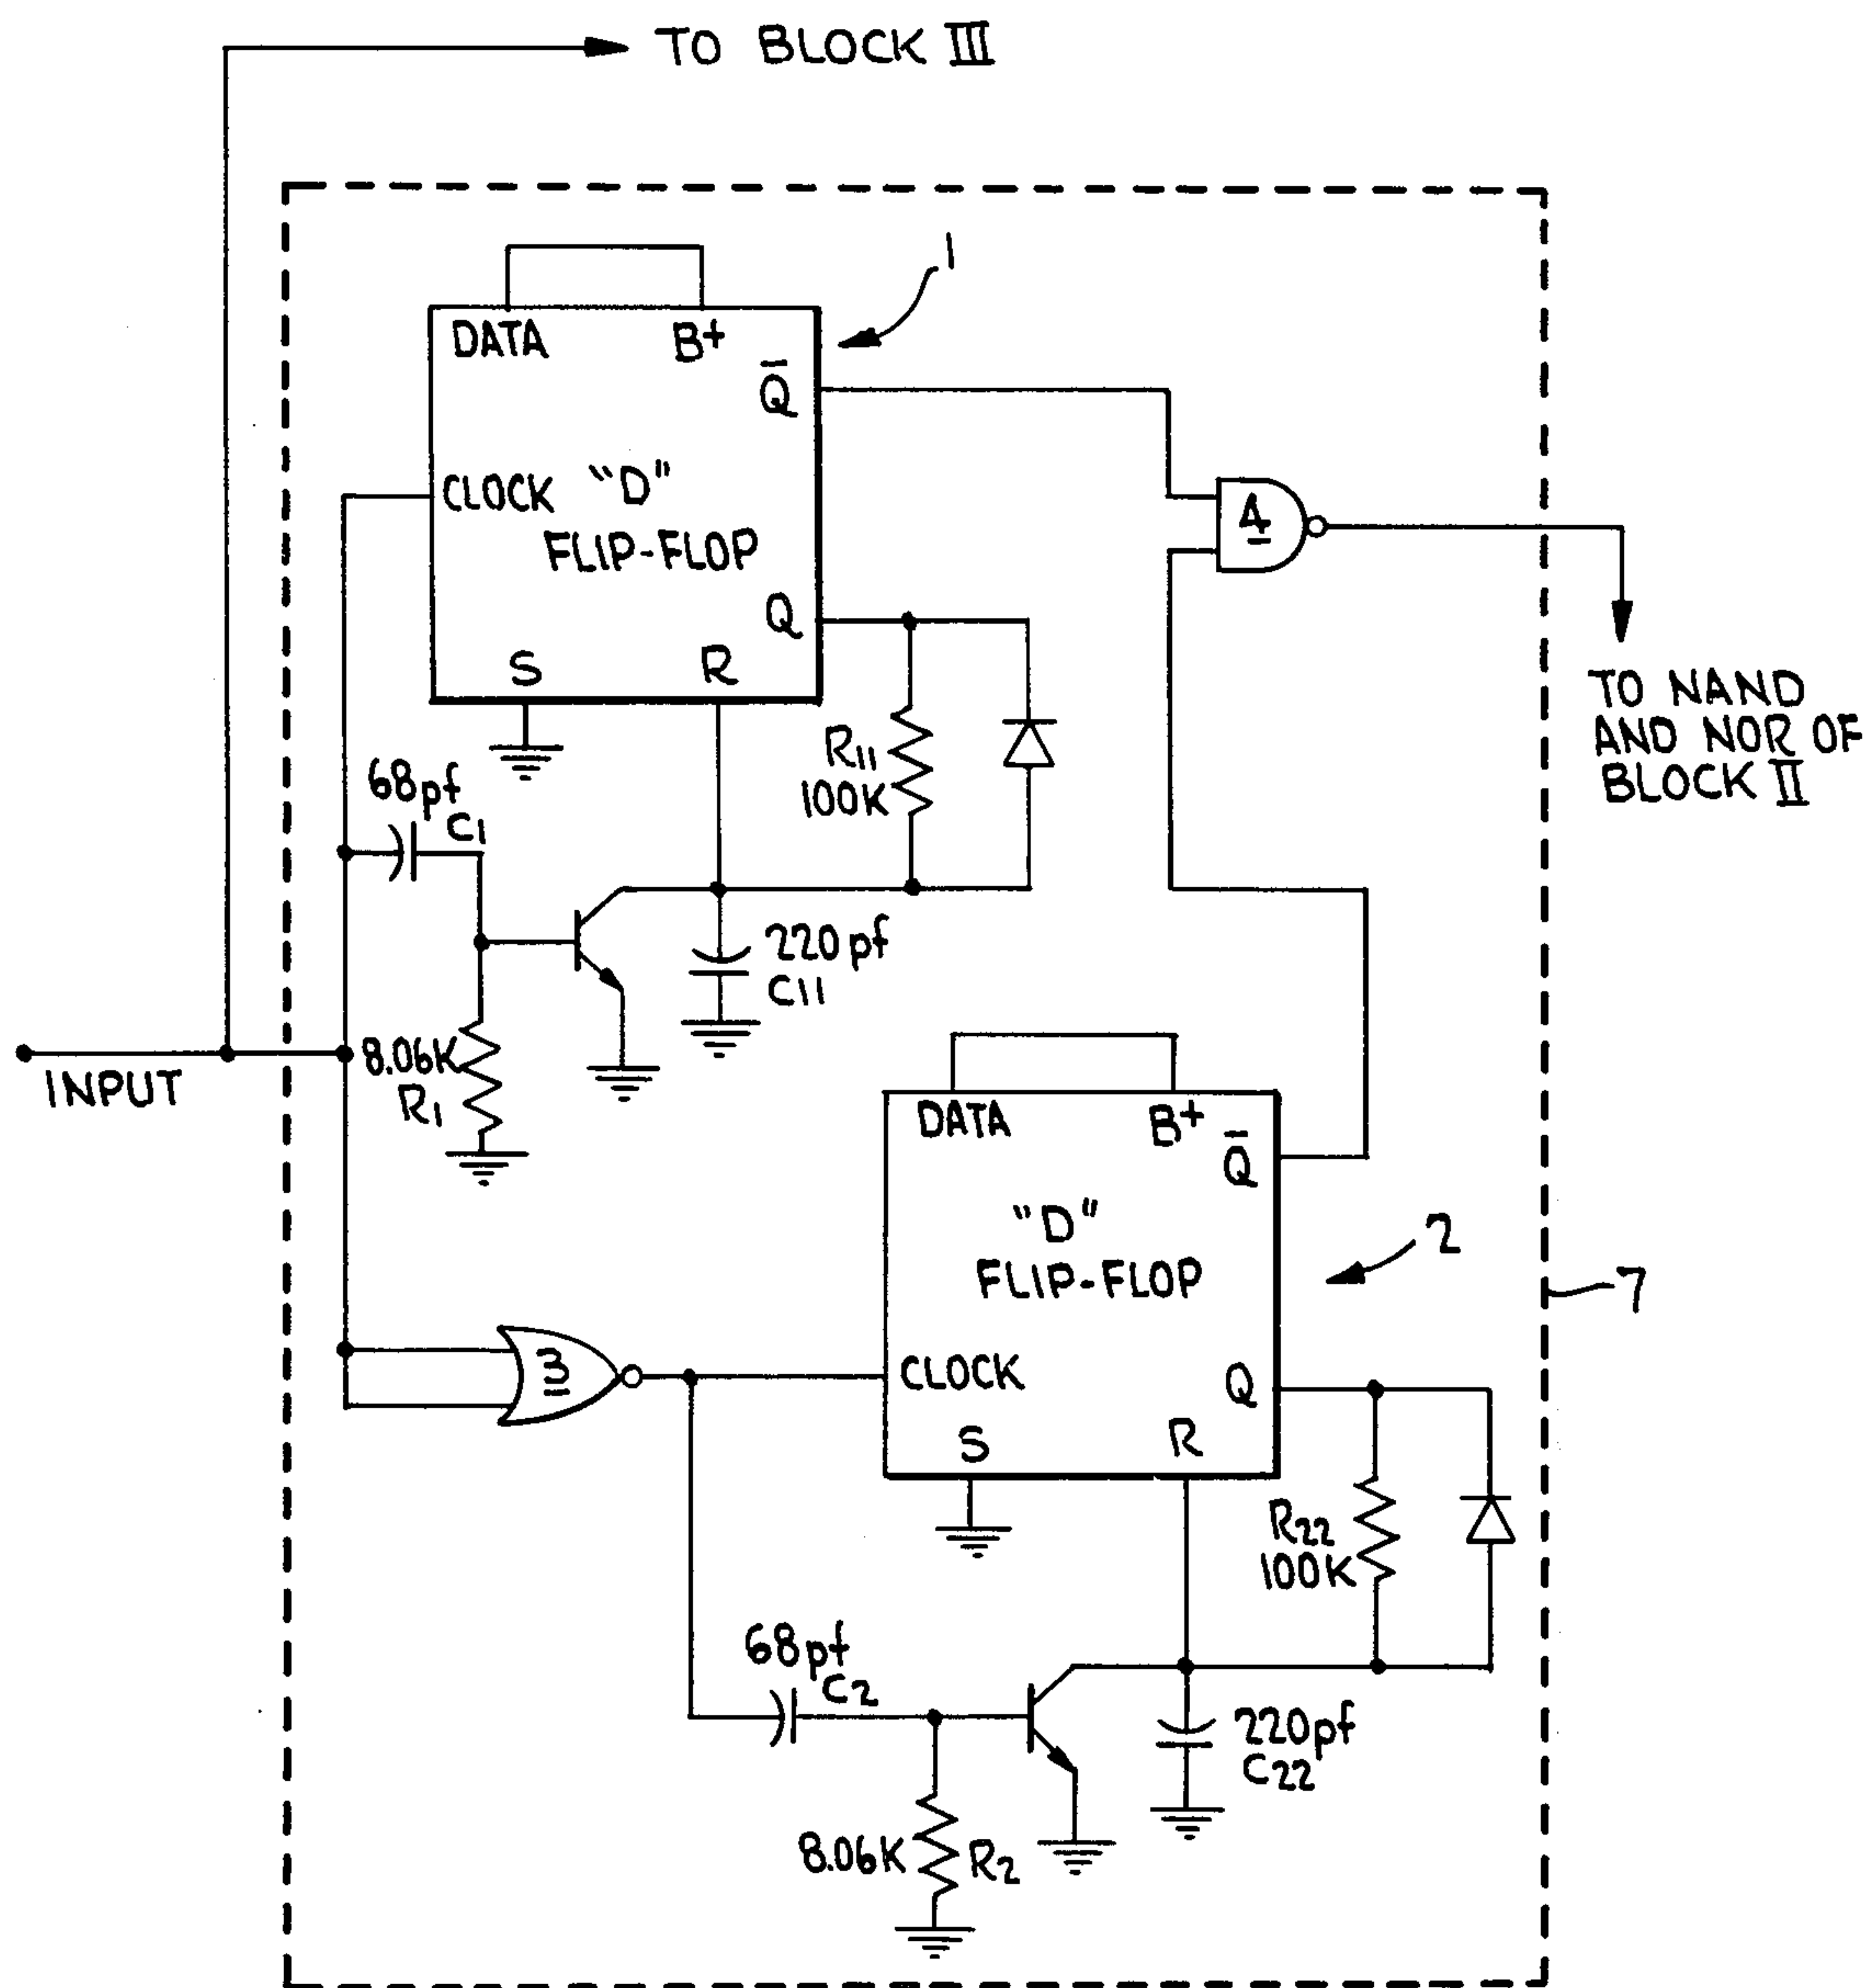 TO BLOCK III
1
DATA
B+
Q̅
CLOCK
"D"
FLIP-FLOP
4
Q
S
R
TO NAND
AND NOR OF
BLOCK II
R11
100K
68pf
C1
220pf
C11
8.06K
R1
INPUT
DATA
B+
Q̅
"D"
FLIP-FLOP
2
7
3
CLOCK
Q
S
R
R22
100K
68pf
C2
220pf
C22
8.06K
R2